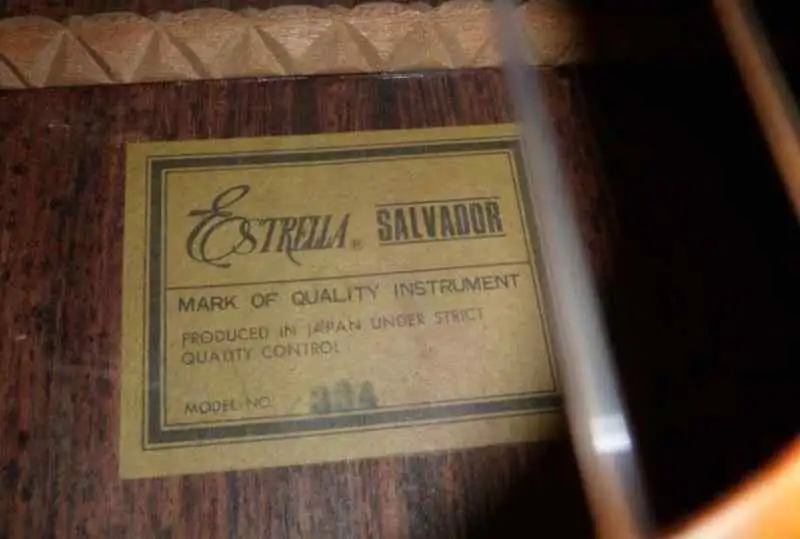 ESTRELLA® SALVADOR
MARK OF QUALITY INSTRUMENT
PRODUCED IN JAPAN UNDER STRICT
QUALITY CONTROL
MODEL NO.